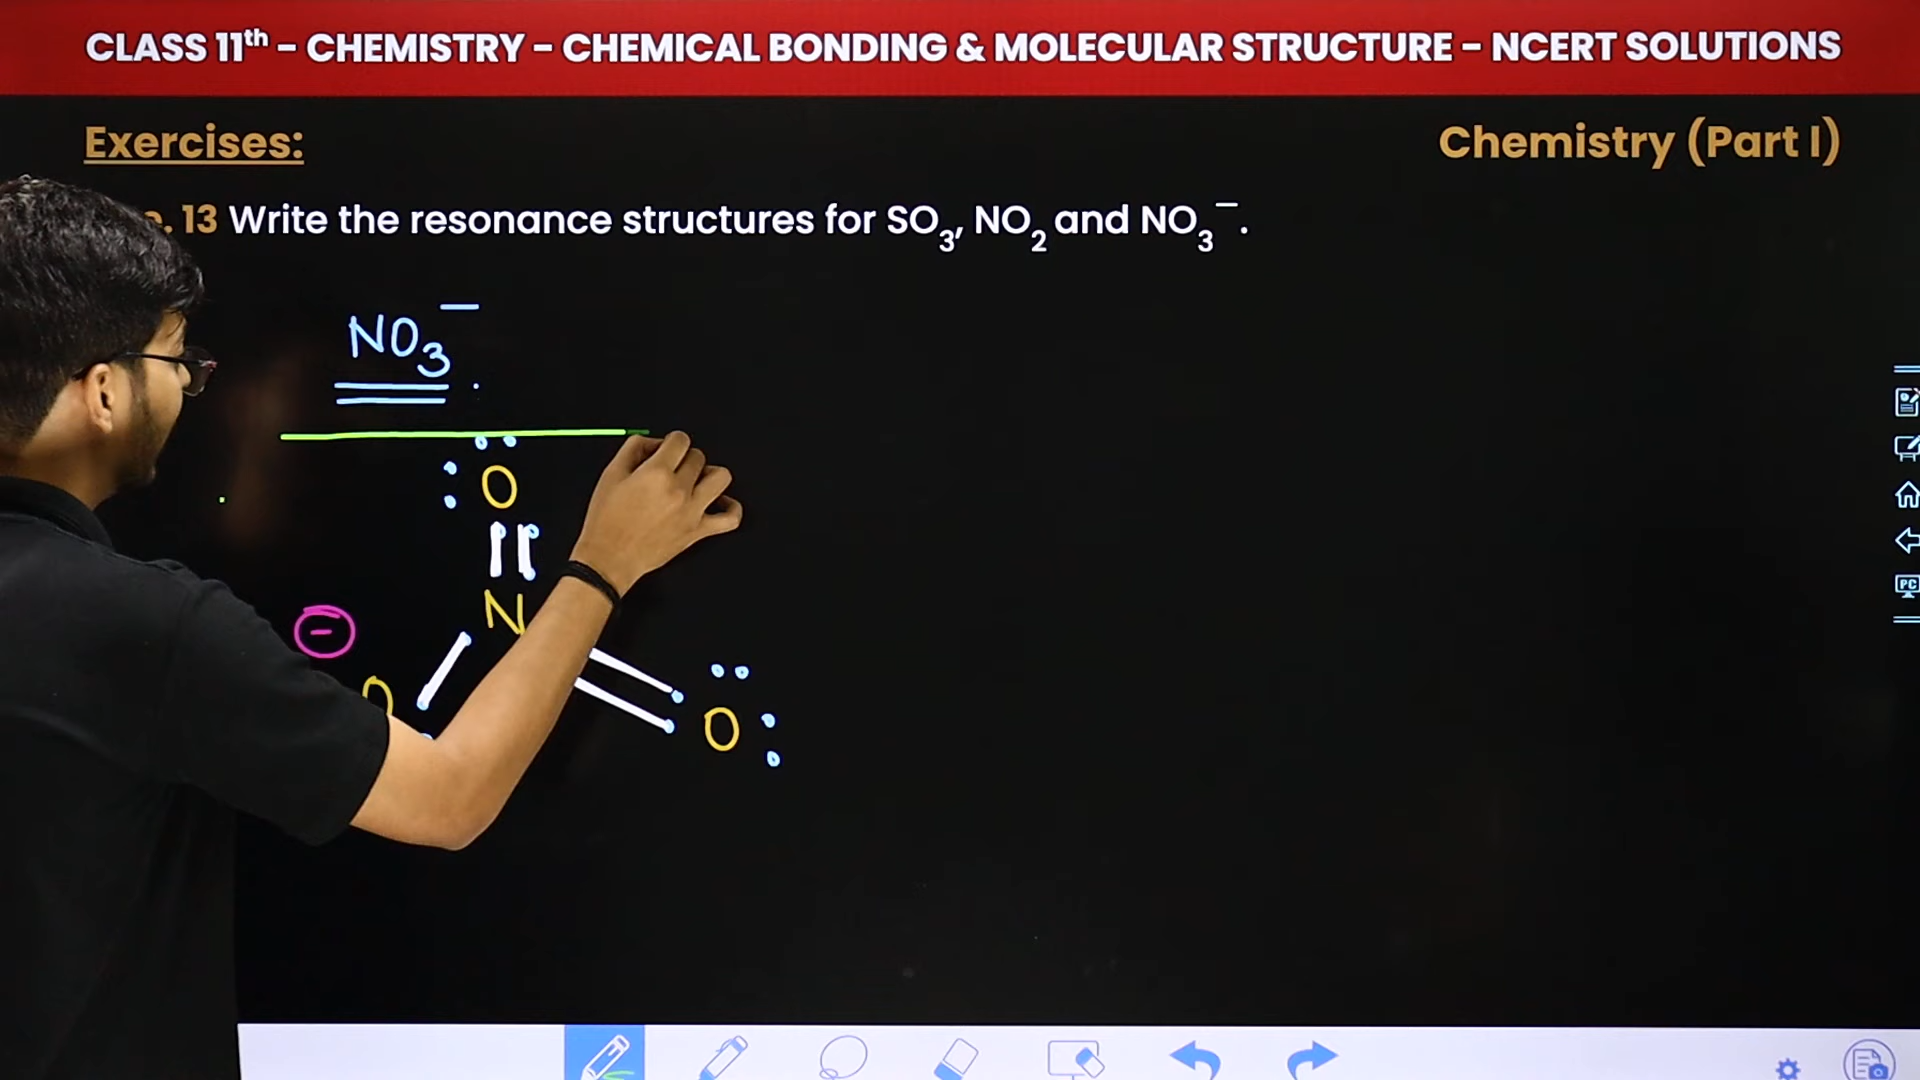 CLASS 11th – CHEMISTRY – CHEMICAL BONDING & MOLECULAR STRUCTURE – NCERT SOLUTIONS
Exercises:
Chemistry (Part I)
. 13 Write the resonance structures for SO3, NO2 and NO3–.
NO3–
O
N
–
O
O
PC